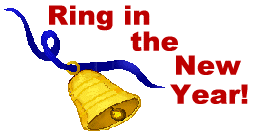 Ring in
the
New
Year!